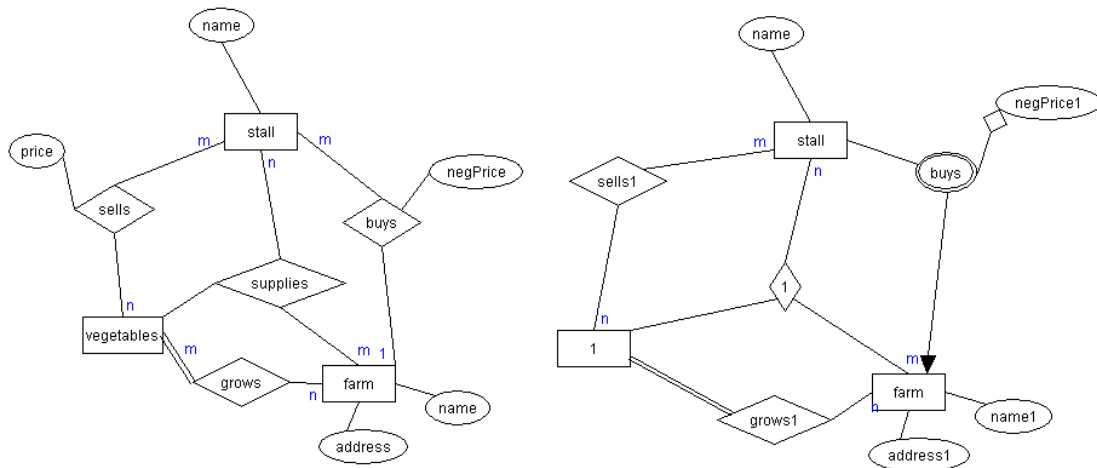 name
stall
m
m
n
price
negPrice
sells
buys
supplies
n
vegetables
m
m
1
grows
n
farm
name
address
name
negPrice1
stall
m
n
buys
sells1
1
n
1
m
farm
n
grows1
name1
address1